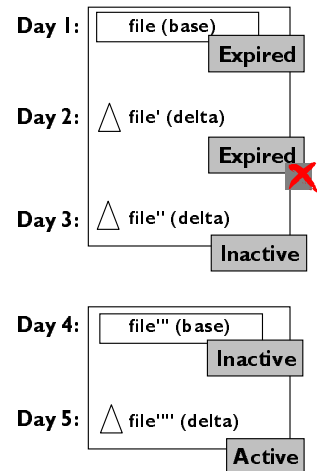 Day 1: file (base)
Expired
Day 2: file' (delta)
Expired
Day 3: file'' (delta)
Inactive
Day 4: file''' (base)
Inactive
Day 5: file'''' (delta)
Active